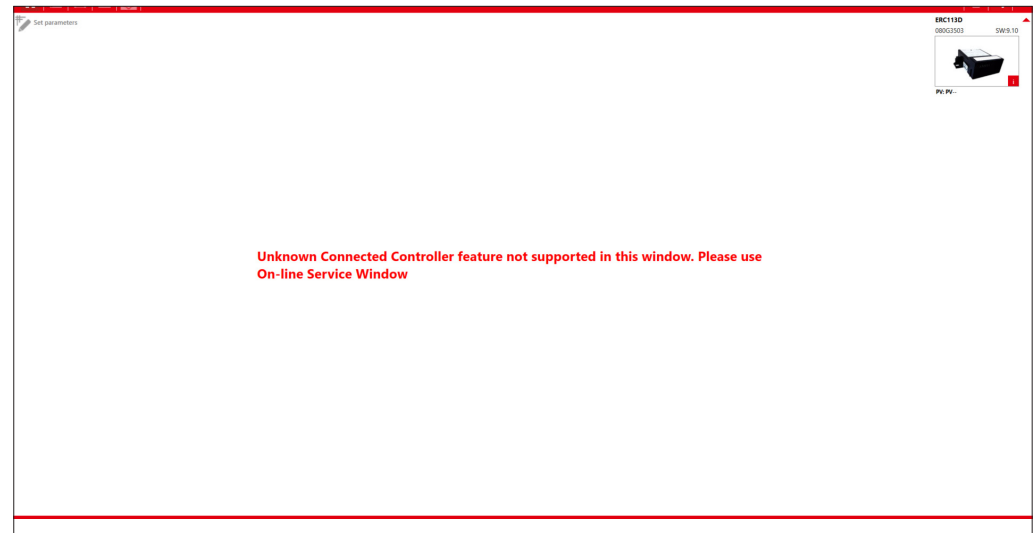 Set parameters
ERC113D
080G3503 SW:9.10
i
PV: PV--
Unknown Connected Controller feature not supported in this window. Please use
On-line Service Window